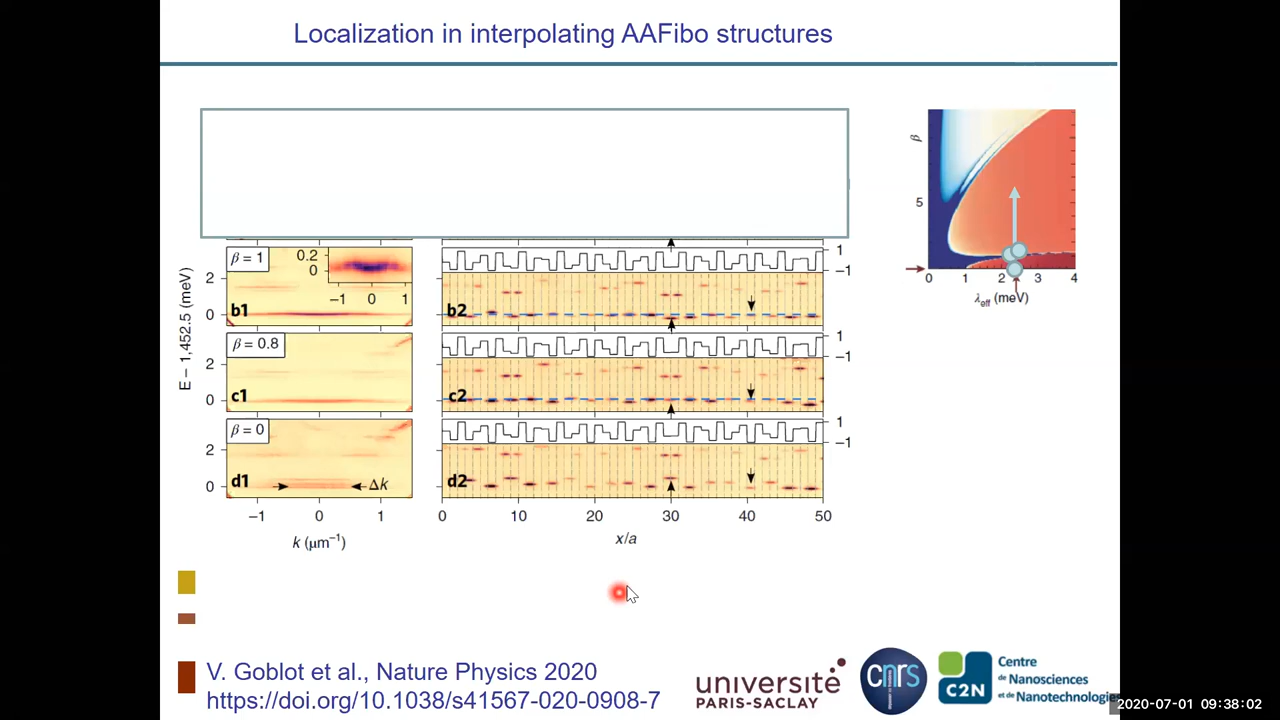 Localization in interpolating AAFibo structures
β
5
0 1 2 3 4
λeff (meV)
E − 1,452.5 (meV)
β = 1
0.2
0
−1 0 1
2
0
b1
b2
1
−1
β = 0.8
2
0
c1
c2
1
−1
β = 0
2
0
d1
Δk
d2
1
−1
−1 0 1
k (μm−1)
0 10 20 30 40 50
x/a
V. Goblot et al., Nature Physics 2020
https://doi.org/10.1038/s41567-020-0908-7
université
PARIS-SACLAY
cnrs
C2N
Centre
de Nanosciences
et de Nanotechnologies
2020-07-01 09:38:02